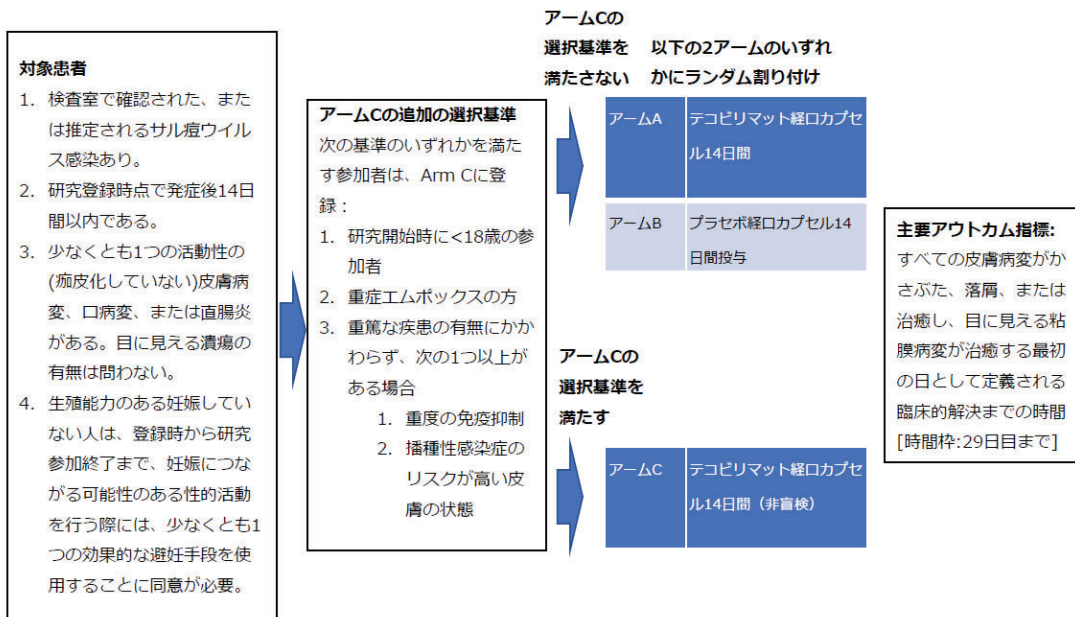 対象患者
1. 検査室で確認された、また
は推定されるサル痘ウイル
ス感染あり。
2. 研究登録時点で発症後14日
間以内である。
3. 少なくとも1つの活動性の
(痂皮化していない)皮膚病
変、口病変、または直腸炎
がある。目に見える潰瘍の
有無は問わない。
4. 生殖能力のある妊娠してい
ない人は、登録時から研究
参加終了まで、妊娠につな
がる可能性のある性的活動
を行う際には、少なくとも1
つの効果的な避妊手段を使
用することに同意が必要。
アームCの追加の選択基準
次の基準のいずれかを満た
す参加者は、Arm Cに登
録：
1. 研究開始時に<18歳の参
加者
2. 重症エムポックスの方
3. 重篤な疾患の有無にかか
わらず、次の1つ以上が
ある場合
1. 重度の免疫抑制
2. 播種性感染症の
リスクが高い皮
膚の状態
アームCの
選択基準を
満たさない
以下の2アームのいずれ
かにランダム割り付け
アームA
テコビリマット経口カプセ
ル14日間
アームB
プラセボ経口カプセル14
日間投与
アームCの
選択基準を
満たす
アームC
テコビリマット経口カプセ
ル14日間（非盲検）
主要アウトカム指標:
すべての皮膚病変がか
さぶた、落屑、または
治癒し、目に見える粘
膜病変が治癒する最初
の日として定義される
臨床的解決までの時間
[時間枠:29日目まで]